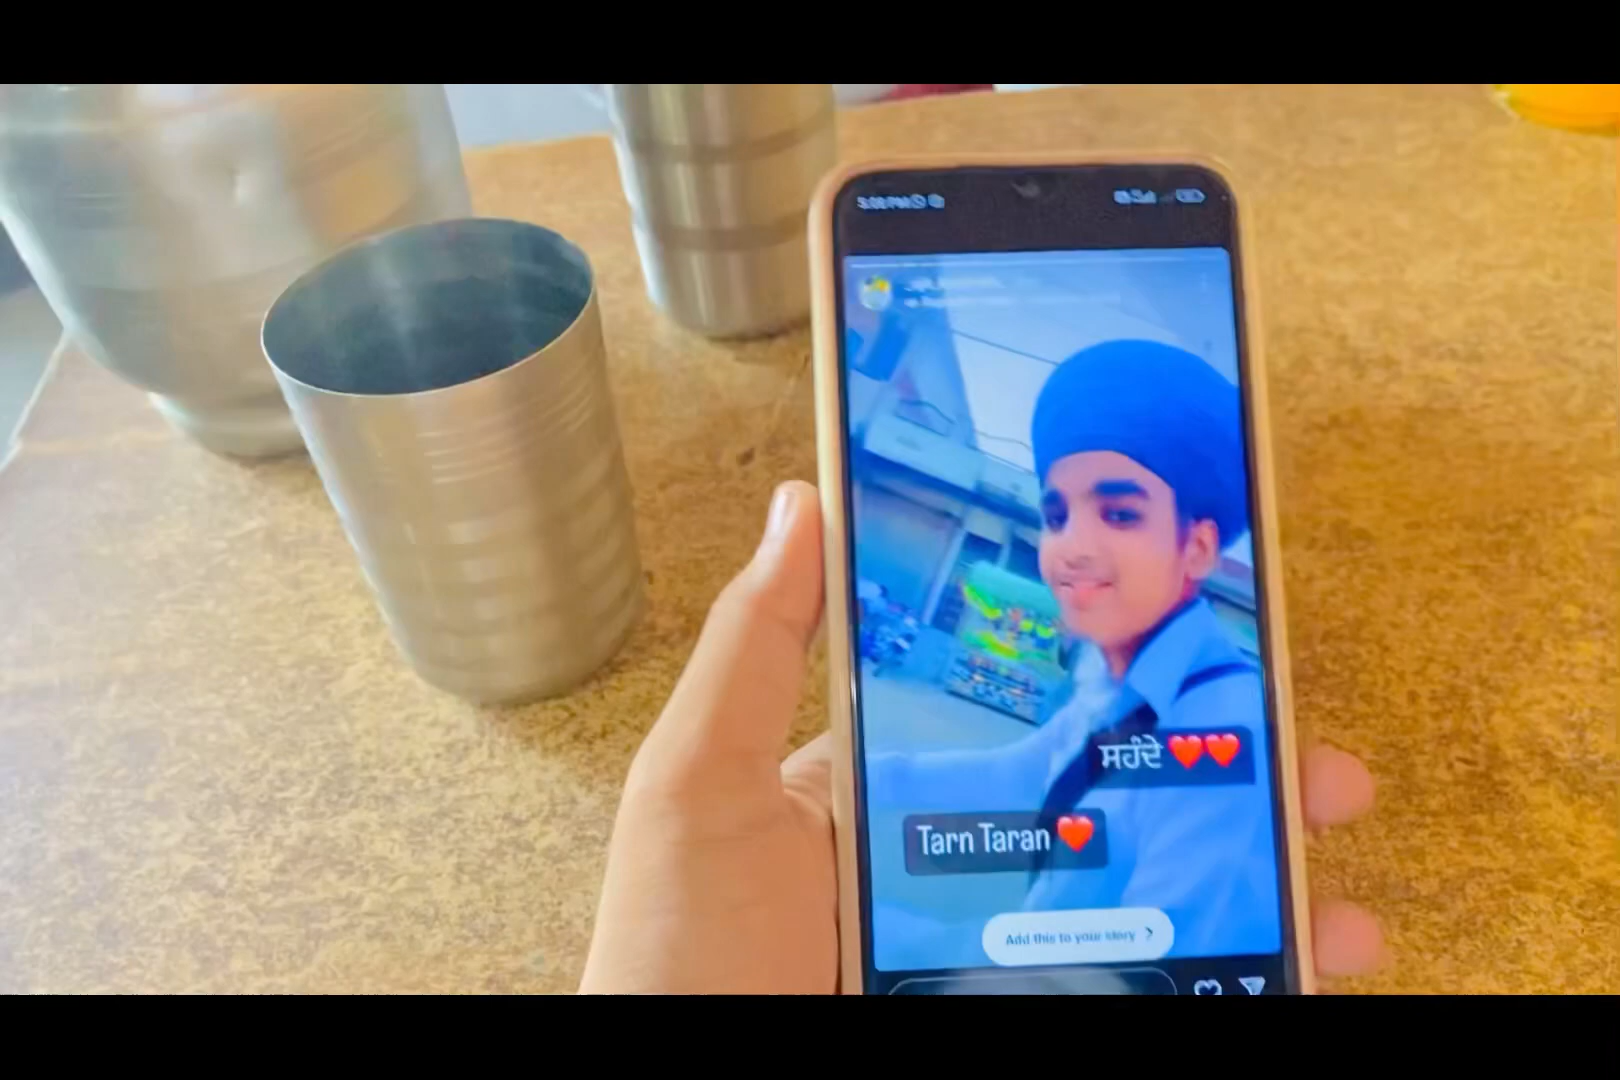 ਸਹੰਦੇ ❤️❤️
Tarn Taran ❤️
Add this to your story